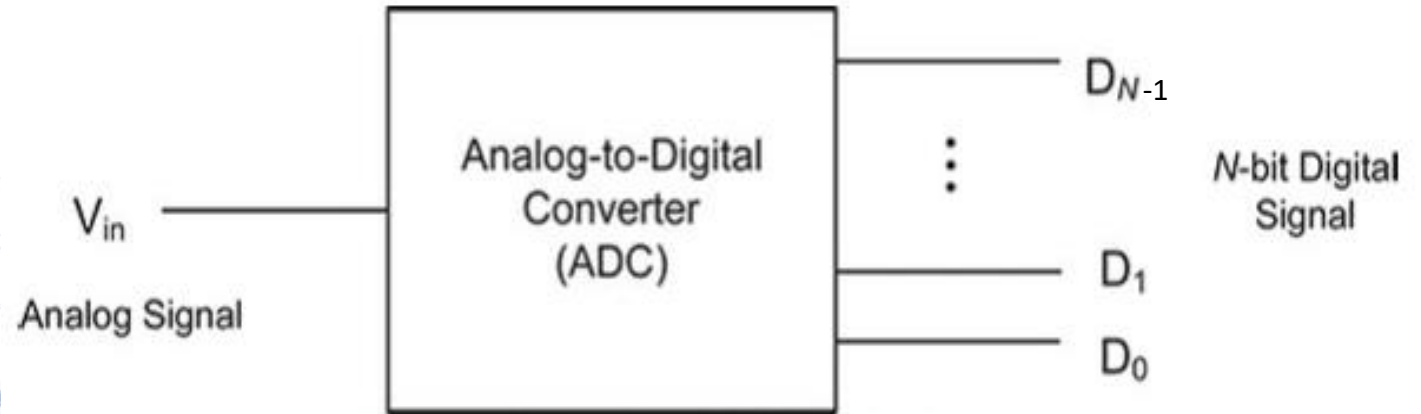 V_in
Analog Signal
Analog-to-Digital
Converter
(ADC)
D_N-1
⋮
D_1
D_0
N-bit Digital
Signal